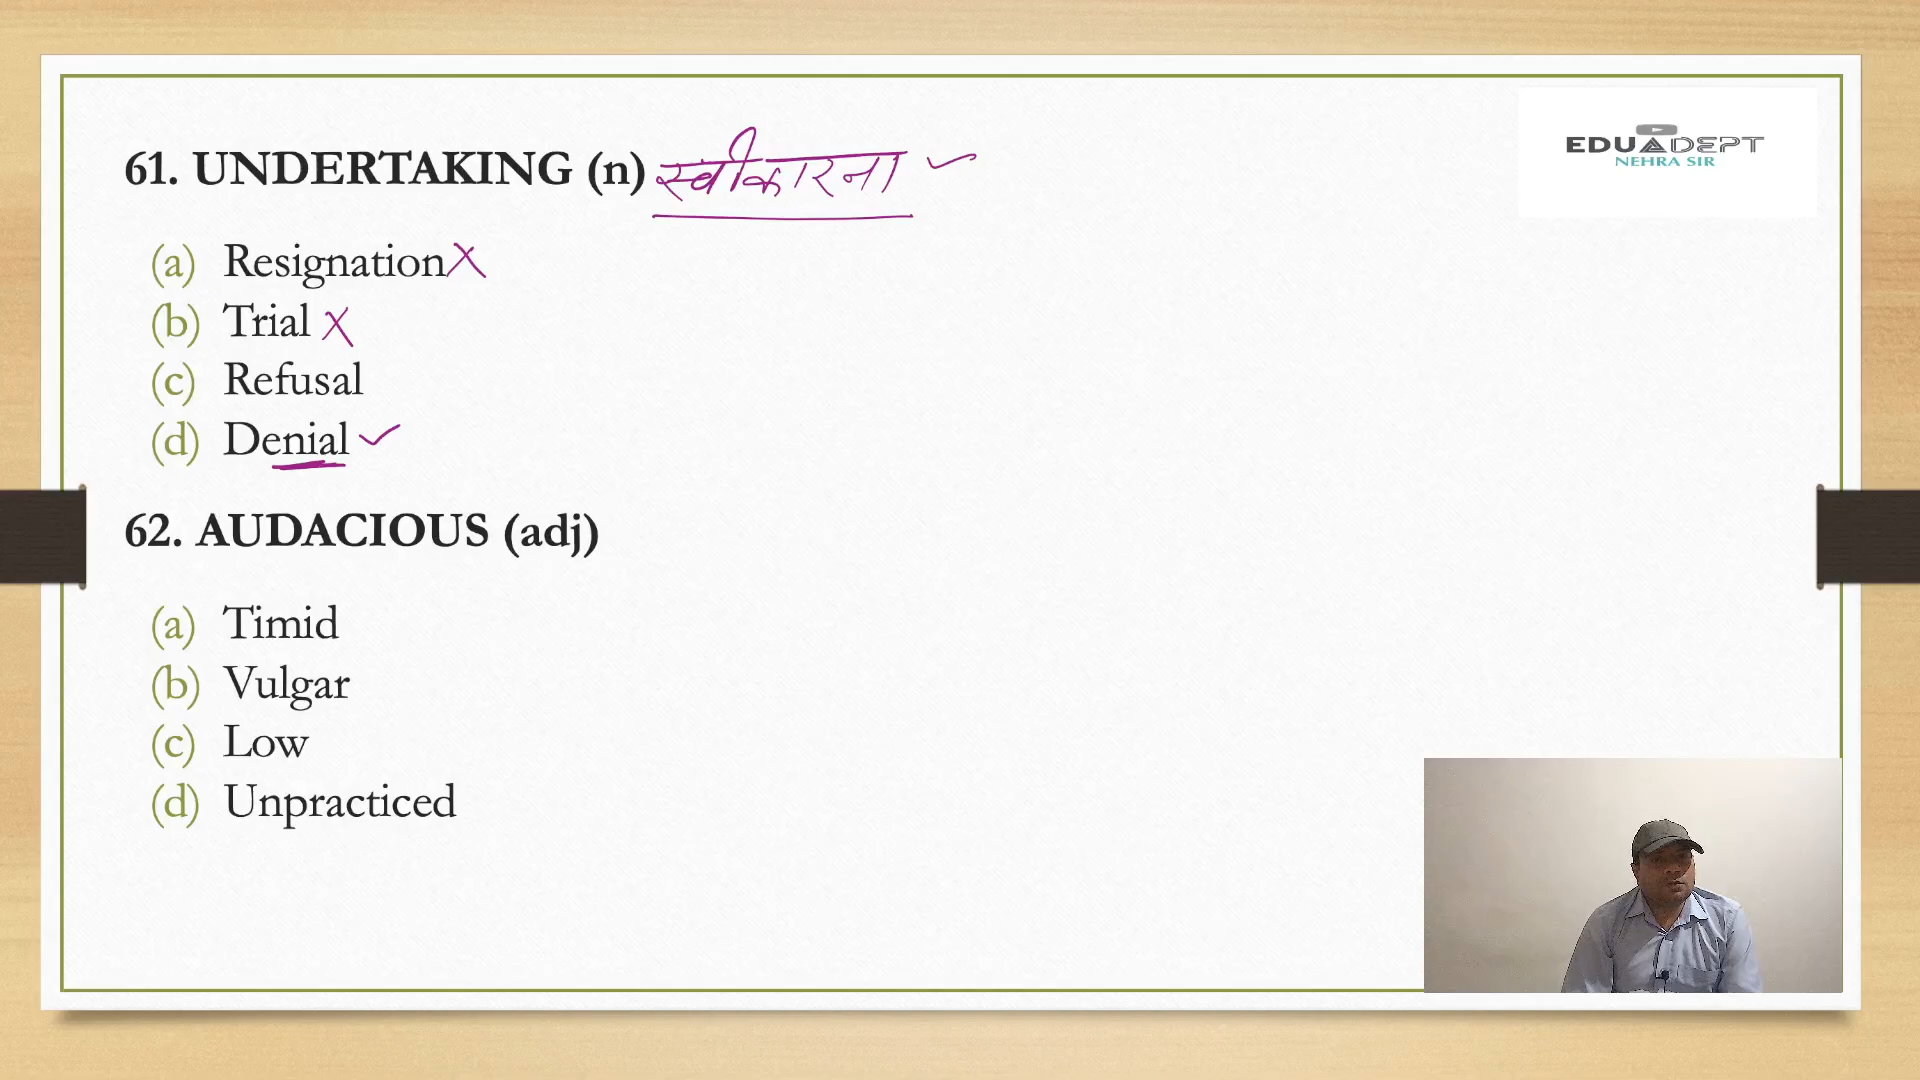 61. UNDERTAKING (n) स्वीकारना
EDUADEPT
NEHRA SIR
(a) Resignation
(b) Trial
(c) Refusal
(d) Denial
62. AUDACIOUS (adj)
(a) Timid
(b) Vulgar
(c) Low
(d) Unpracticed